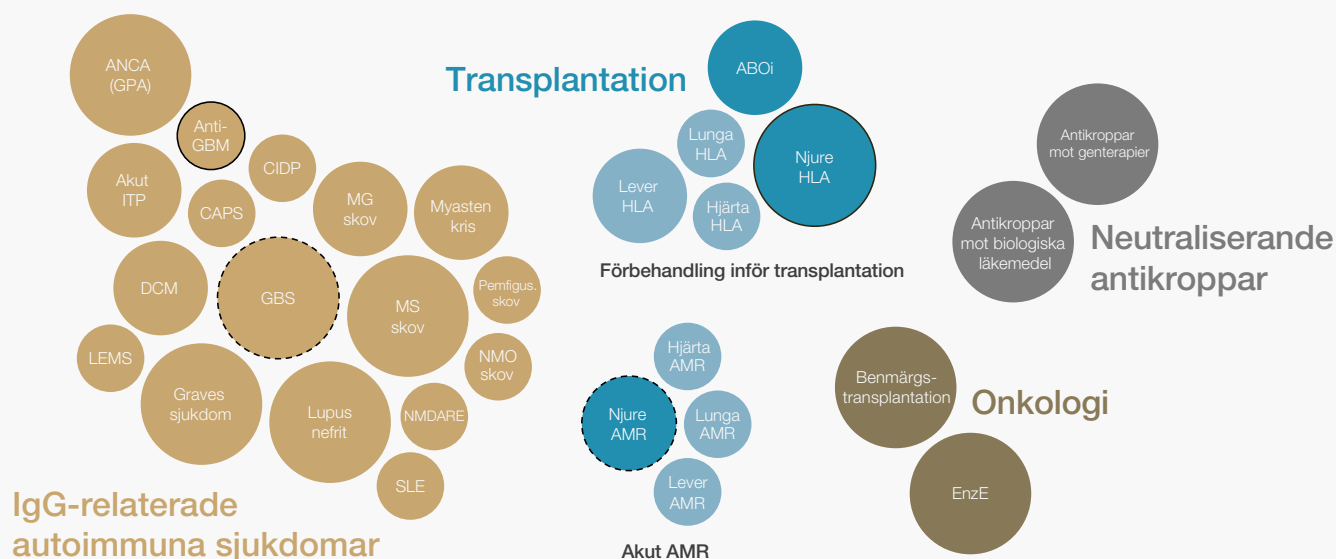 ANCA
(GPA)
Anti-
GBM
CIDP
Akut
ITP
CAPS
MG
skov
Myasten
kris
DCM
GBS
MS
skov
Pemfigus.
skov
LEMS
NMO
skov
Graves
sjukdom
Lupus
nefrit
NMDARE
SLE
IgG-relaterade
autoimmuna sjukdomar
Transplantation
ABOi
Lunga
HLA
Njure
HLA
Lever
HLA
Hjärta
HLA
Förbehandling inför transplantation
Hjärta
AMR
Njure
AMR
Lunga
AMR
Lever
AMR
Akut AMR
Antikroppar
mot genterapier
Antikroppar
mot biologiska
läkemedel
Neutraliserande
antikroppar
Benmärgs-
transplantation
Onkologi
EnzE